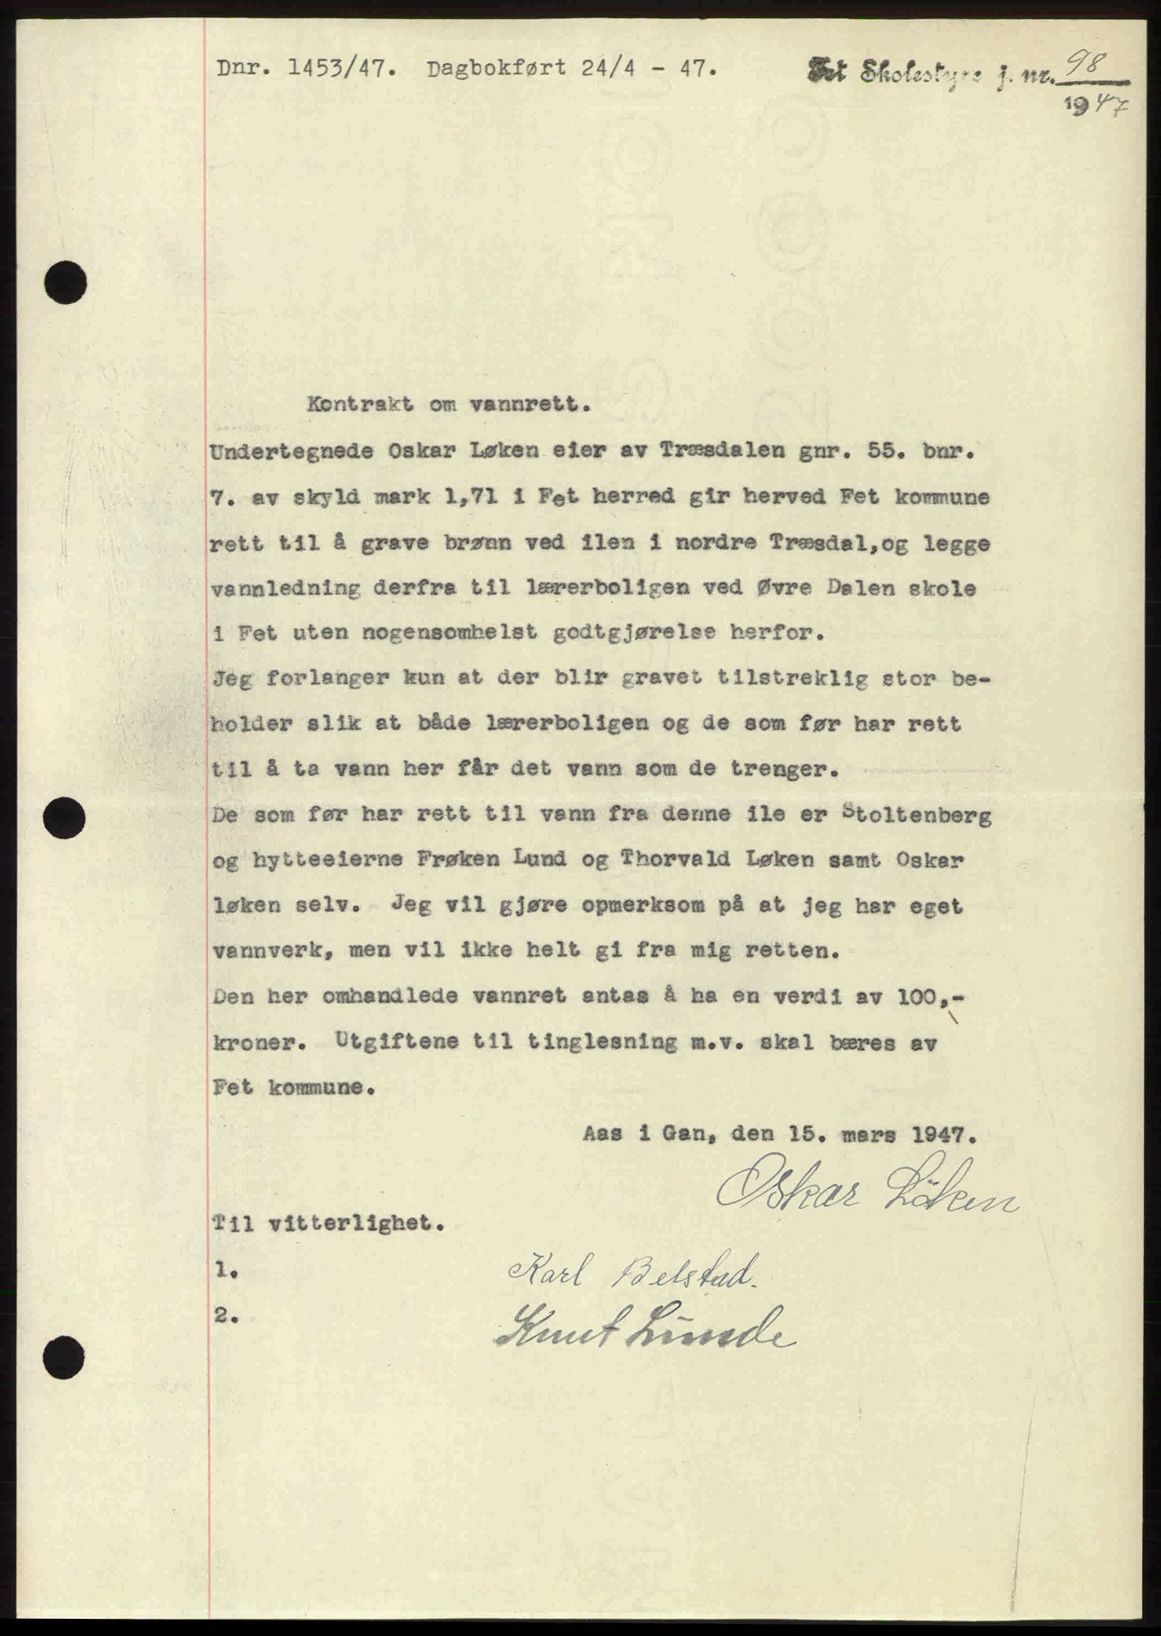 Dnr. 1453/47. Dagbokført 24/4 - 47.
Fet Skolestyre j. nr. 98
1947
Kontrakt om vannrett.
Undertegnede Oskar Løken eier av Træsdalen gnr. 55. bnr.
7. av skyld mark 1,71 i Fet herred gir herved Fet kommune
rett til å grave brønn ved ilen i nordre Træsdal,og legge
vannledning derfra til lærerboligen ved Øvre Dalen skole
i Fet uten nogensomhelst godtgjørelse herfor.
Jeg forlanger kun at der blir gravet tilstreklig stor be-
holder slik at både lærerboligen og de som før har rett
til å ta vann her får det vann som de trenger.
De som før har rett til vann fra denne ile er Stoltenberg
og hytteeierne Frøken Lund og Thorvald Løken samt Oskar
løken selv. Jeg vil gjøre opmerksom på at jeg har eget
vannverk, men vil ikke helt gi fra mig retten.
Den her omhandlede vannret antas å ha en verdi av 100,-
kroner. Utgiftene til tinglesning m.v. skal bæres av
Fet kommune.
Aas i Gan, den 15. mars 1947.
Oskar Löken
Til vitterlighet.
1. Karl Belstad.
2. Knut Lunde